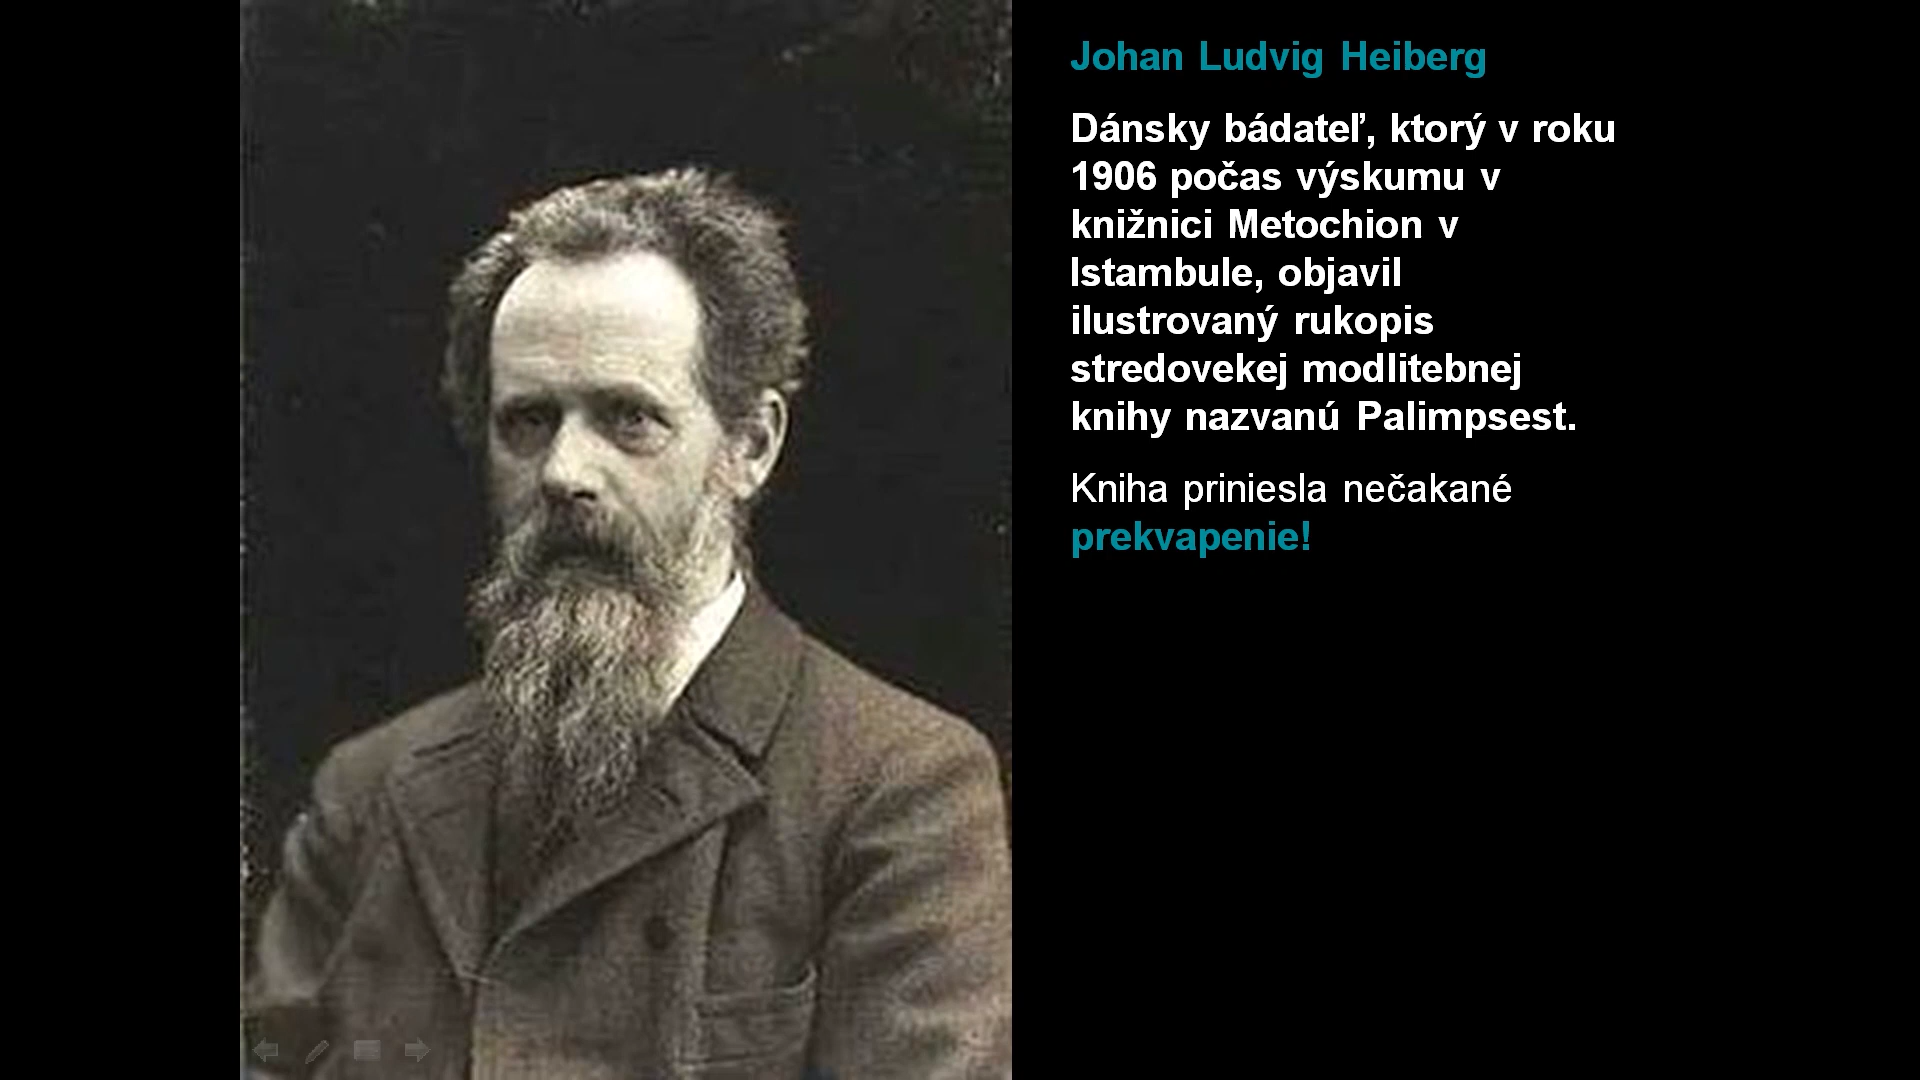 Johan Ludvig Heiberg
Dánsky bádateľ, ktorý v roku
1906 počas výskumu v
knižnici Metochion v
Istambule, objavil
ilustrovaný rukopis
stredovekej modlitebnej
knihy nazvanú Palimpsest.
Kniha priniesla nečakané
prekvapenie!